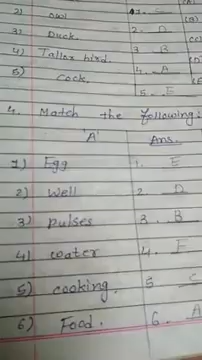 2) owl 1. E (A)
3) Duck. 2. D (B)
4) Tailor bird. 3 B (C)
5) Cock. 4. A (D)
5. E
4. Match the following:
'A' Ans.
1) Egg 1. E
2) Well 2 D
3) pulses 3. B
4) water 4. F
5) cooking. 5. C
6) Food. 6. A